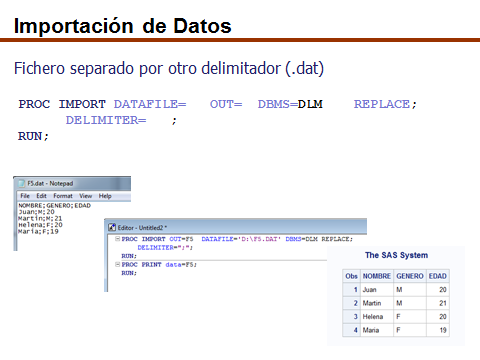 Importación de Datos
Fichero separado por otro delimitador (.dat)
PROC IMPORT DATAFILE= OUT= DBMS=DLM REPLACE;
DELIMITER= ;
RUN;
F5.dat - Notepad
File Edit Format View Help
NOMBRE;GENERO;EDAD
Juan;M;20
Martin;M;21
Helena;F;20
Maria;F;19
Editor - Untitled2 *
PROC IMPORT OUT=F5 DATAFILE='D:\F5.DAT' DBMS=DLM REPLACE;
DELIMITER=";";
RUN;
PROC PRINT data=F5;
RUN;
The SAS System
Obs NOMBRE GENERO EDAD
1 Juan M 20
2 Martin M 21
3 Helena F 20
4 Maria F 19